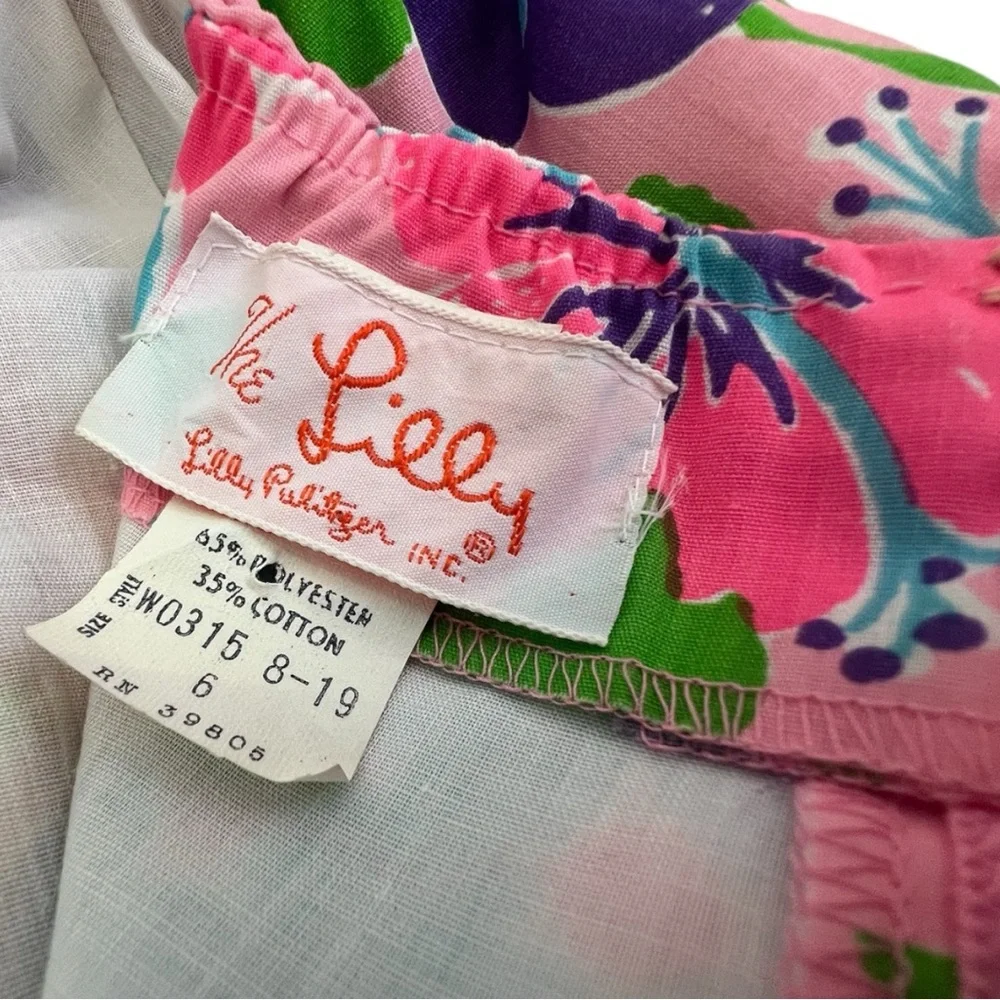 The
Lilly
Lilly Pulitzer INC.®
65% POLYESTER
35% COTTON
STYLE W0315 8-19
SIZE 6
RN 39805